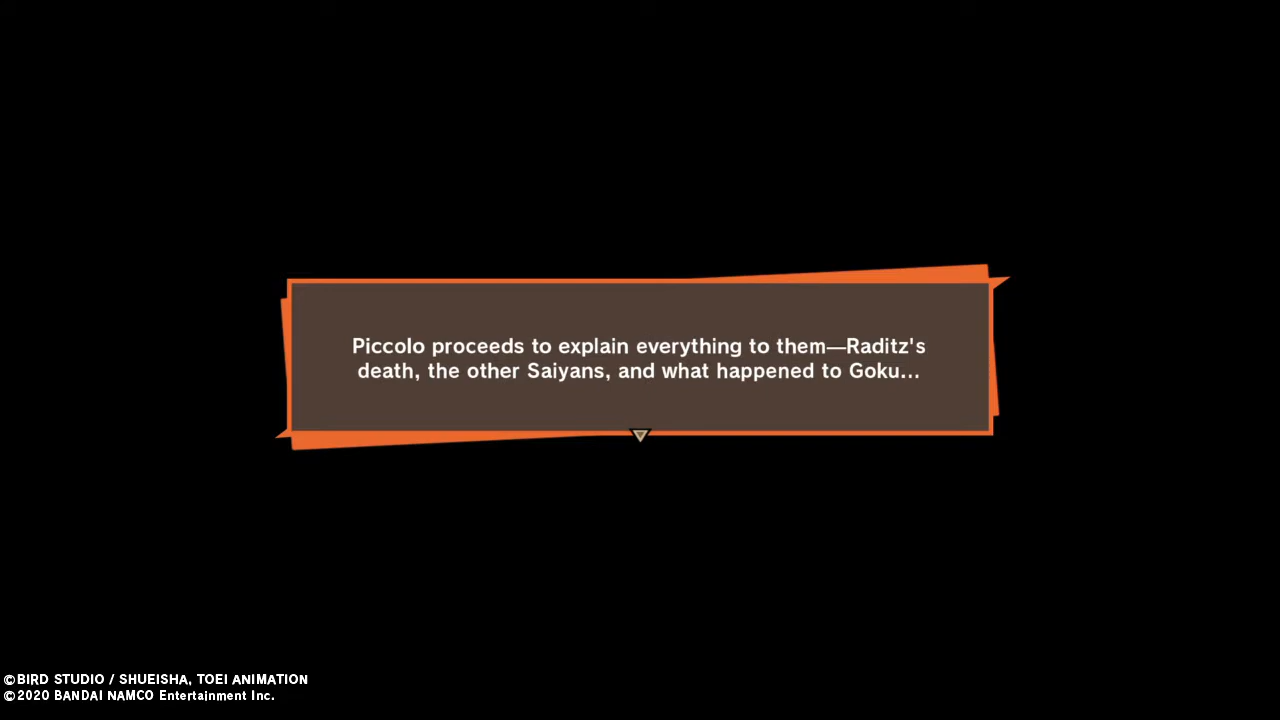 Piccolo proceeds to explain everything to them—Raditz's
death, the other Saiyans, and what happened to Goku...
©BIRD STUDIO / SHUEISHA, TOEI ANIMATION
©2020 BANDAI NAMCO Entertainment Inc.